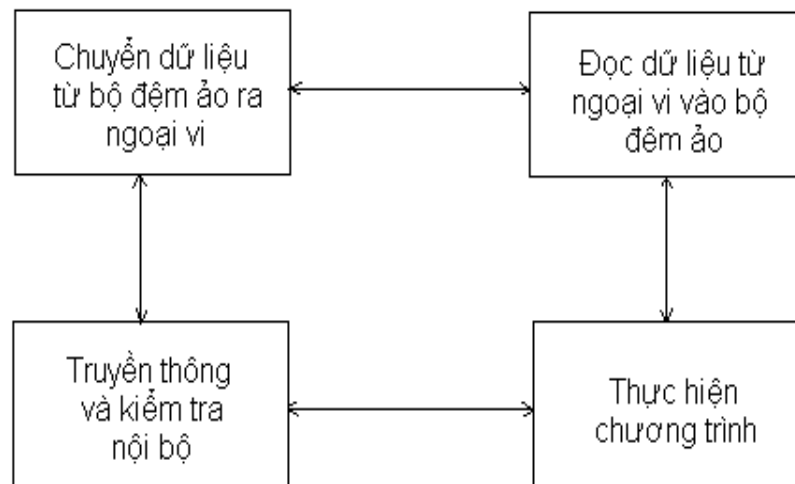 Chuyển dữ liệu
từ bộ đệm ảo ra
ngoại vi
Đọc dữ liệu từ
ngoại vi vào bộ
đêm ảo
Truyền thông
và kiểm tra
nội bộ
Thực hiện
chương trình